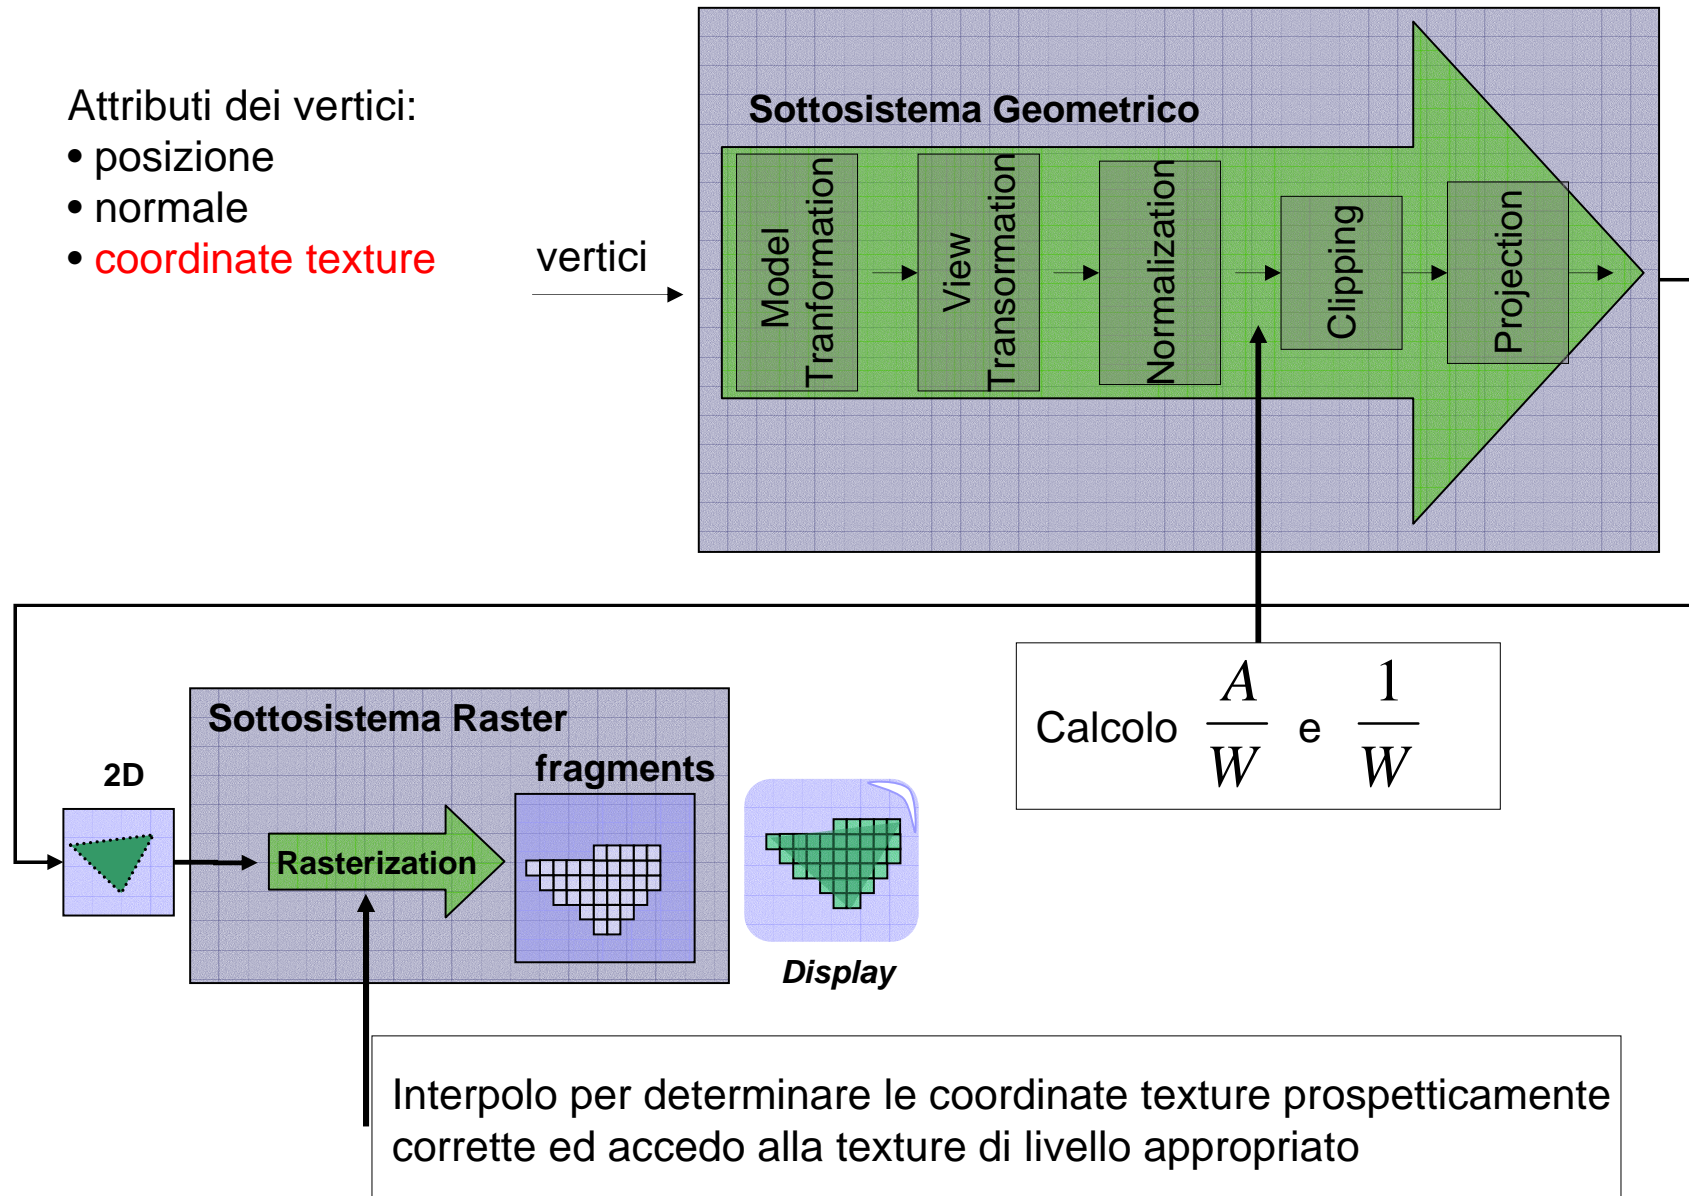 Attributi dei vertici:
• posizione
• normale
• coordinate texture
vertici
Sottosistema Geometrico
Model
Tranformation
View
Transormation
Normalization
Clipping
Projection
Calcolo A/W e 1/W
Sottosistema Raster
fragments
2D
Rasterization
Display
Interpolo per determinare le coordinate texture prospetticamente
corrette ed accedo alla texture di livello appropriato